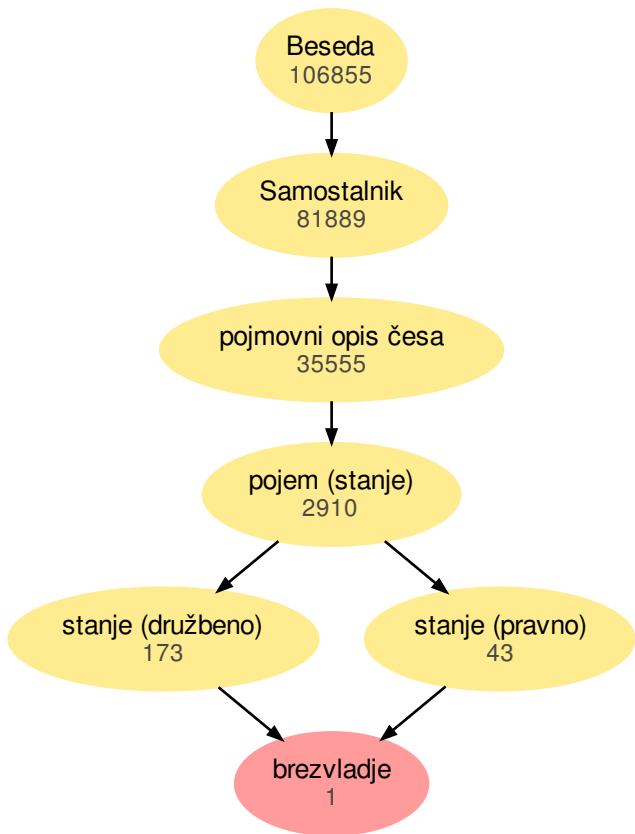 Beseda
106855
Samostalnik
81889
pojmovni opis česa
35555
pojem (stanje)
2910
stanje (družbeno)
173
stanje (pravno)
43
brezvladje
1